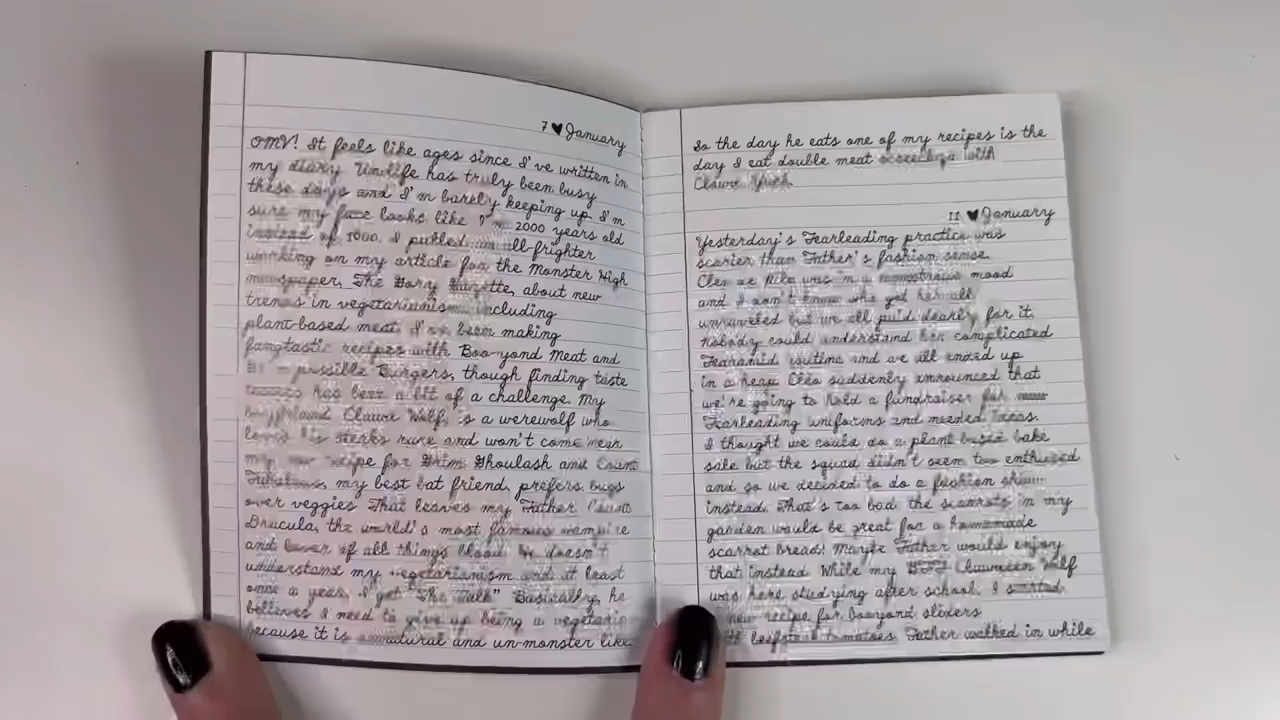 7 ♥ January
OMV! It feels like ages since I've written in
my diary. Unlife has truly been busy
these days and I'm barely keeping up. I'm
sure my face looks like I'm 2000 years old
instead of 1600. I pulled an all-frighter
working on my article for the Monster High
newspaper, The Gory Gazette, about new
trends in vegetarianism including
plant-based meat. I've been making
fangtastic recipes with Boo-yond Meat and
Im-possible Burgers, though finding taste
has been a bit of a challenge. My
boyfriend Clawd Wolf, is a werewolf who
loves his steaks rare and won't come near
my new recipe for Grim Ghoulash and Count
Fabulous, my best bat friend, prefers bugs
over veggies. That leaves my Father. Count
Dracula, the world's most famous vampire
and lover of all things blood. He doesn't
understand my vegetarianism and at least
once a year, I get "The Talk" Basically, he
believes I need to give up being a vegetarian
because it is unnatural and un-monster like.
So the day he eats one of my recipes is the
day I eat double meat with
Clawd. Yuck.
11 ♥ January
Yesterday's Fearleading practice was
scarier than Father's fashion sense.
Cleo de Nile was in a monstrous mood
and I don't know who got her all
unraveled but we all paid dearly for it.
Nobody could understand her complicated
Fearamid routine and we all ended up
in a heap. Cleo suddenly announced that
we're going to hold a fundraiser for new
Fearleading uniforms and needed ideas.
I thought we could do a plant based bake
sale but the squad didn't seem too enthused
and so we decided to do a fashion show
instead. That's too bad the scarrots in my
garden would be great for a homemade
scarrot bread! Maybe Father would enjoy
that instead. While my Clawdeen Wolf
was here studying after school, I started
new recipe for booyond sliders
tomatoes. Father walked in while